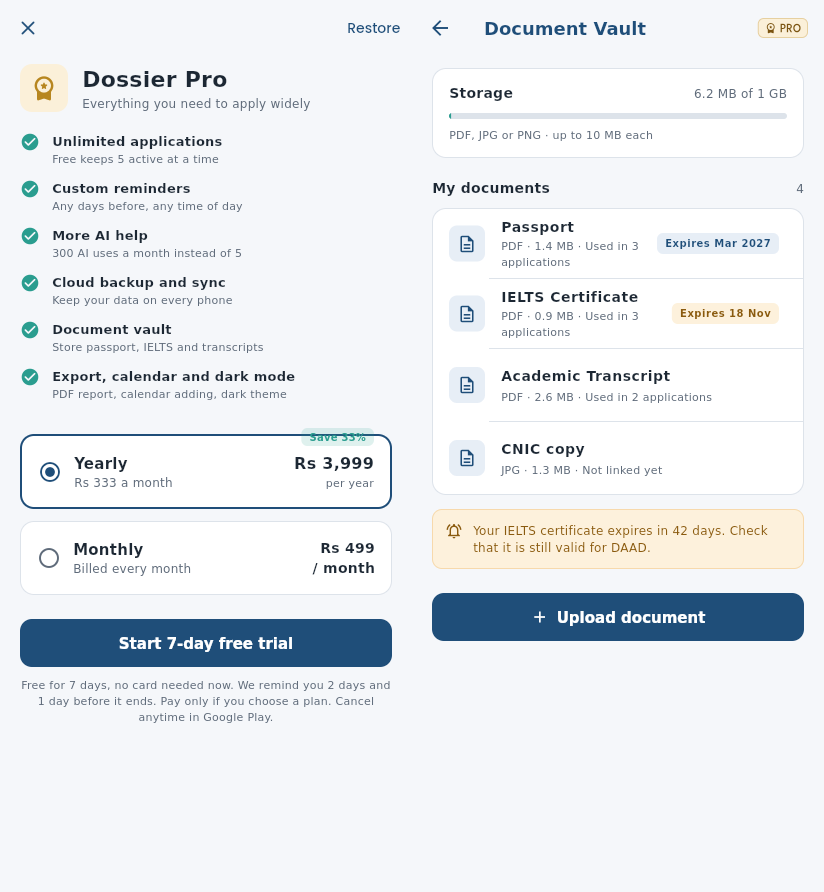 Restore
Dossier Pro
Everything you need to apply widely
Unlimited applications
Free keeps 5 active at a time
Custom reminders
Any days before, any time of day
More AI help
300 AI uses a month instead of 5
Cloud backup and sync
Keep your data on every phone
Document vault
Store passport, IELTS and transcripts
Export, calendar and dark mode
PDF report, calendar adding, dark theme
Save 33%
Yearly
Rs 3,999
Rs 333 a month
per year
Monthly
Rs 499
/ month
Billed every month
Start 7-day free trial
Free for 7 days, no card needed now. We remind you 2 days and
1 day before it ends. Pay only if you choose a plan. Cancel
anytime in Google Play.
Document Vault
PRO
Storage
6.2 MB of 1 GB
PDF, JPG or PNG · up to 10 MB each
My documents
4
Passport
PDF · 1.4 MB · Used in 3
applications
Expires Mar 2027
IELTS Certificate
PDF · 0.9 MB · Used in 3
applications
Expires 18 Nov
Academic Transcript
PDF · 2.6 MB · Used in 2 applications
CNIC copy
JPG · 1.3 MB · Not linked yet
Your IELTS certificate expires in 42 days. Check
that it is still valid for DAAD.
+ Upload document